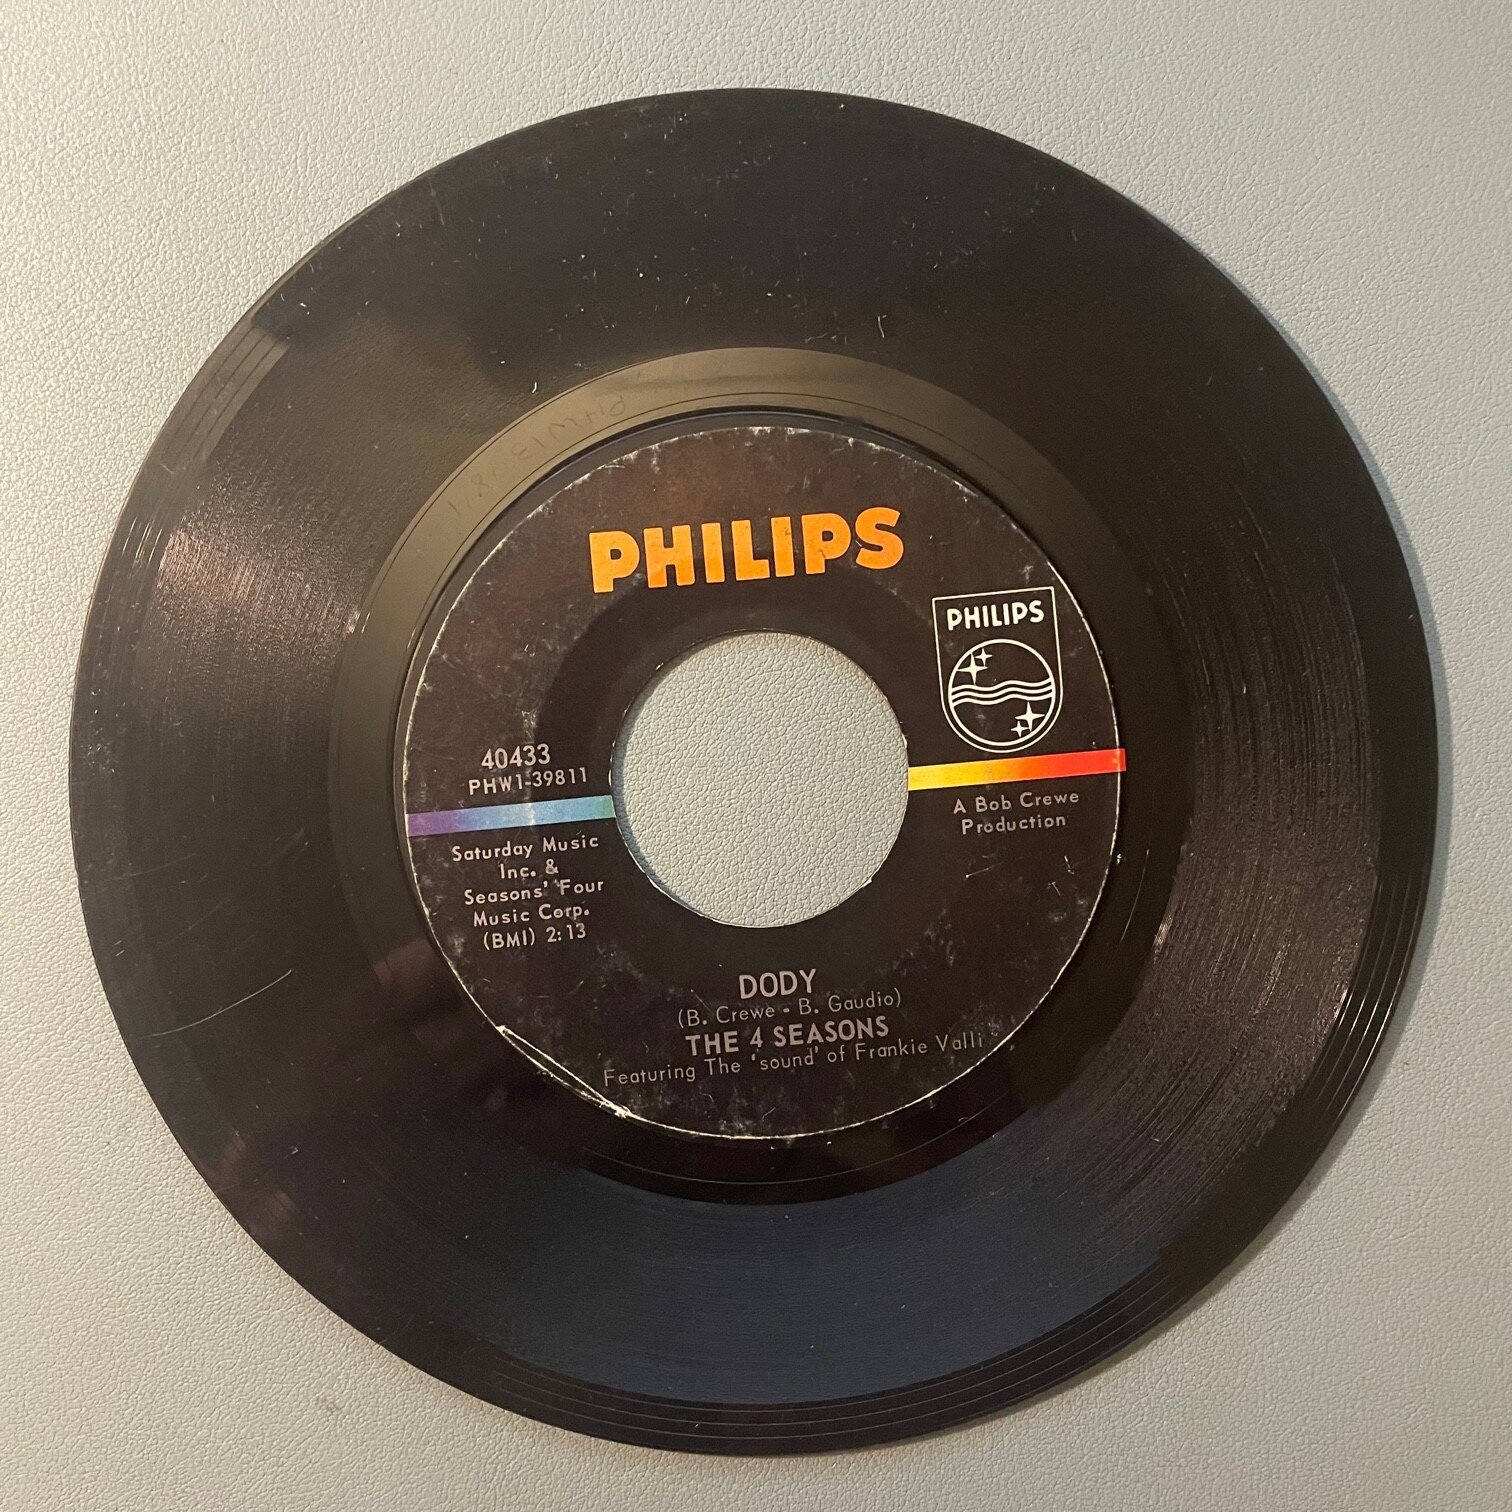 PHILIPS
PHILIPS
40433
PHW1-39811
Saturday Music
Inc. &
Seasons' Four
Music Corp.
(BMI) 2:13
A Bob Crewe
Production
DODY
(B. Crewe - B. Gaudio)
THE 4 SEASONS
Featuring The 'sound' of Frankie Valli